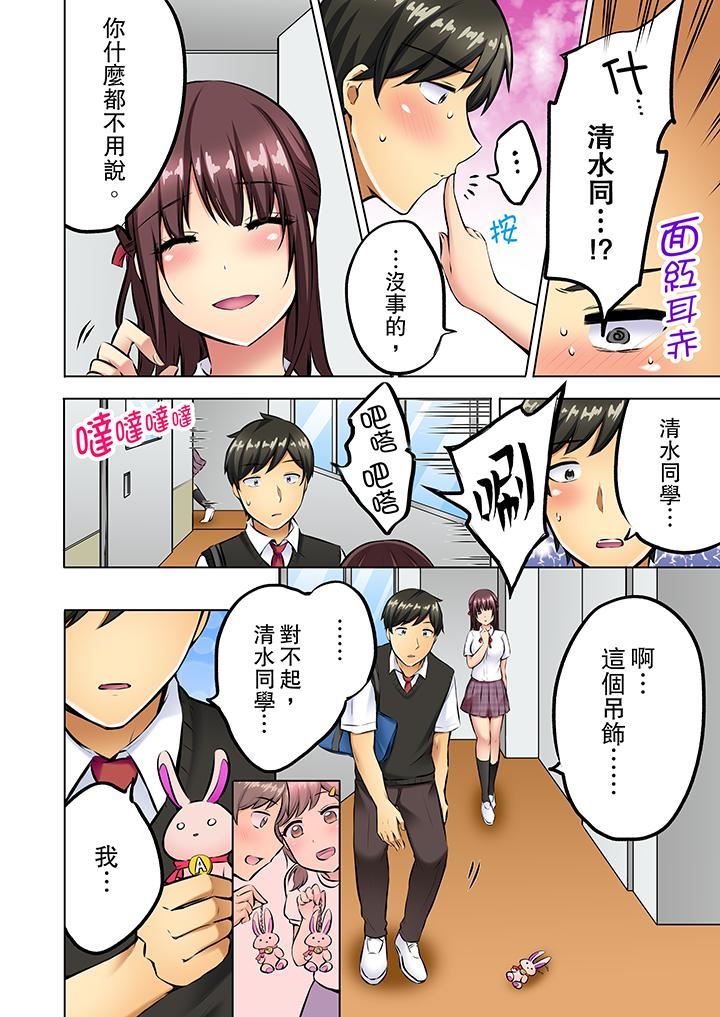 什…
清水同…!?
面紅耳赤
…
按
…沒事的，
你什麼都不用說。
清水同學…
唰
吧嗒吧嗒
噠噠噠噠
啊…
這個吊飾……
……
對不起，
清水同學…
A
我…